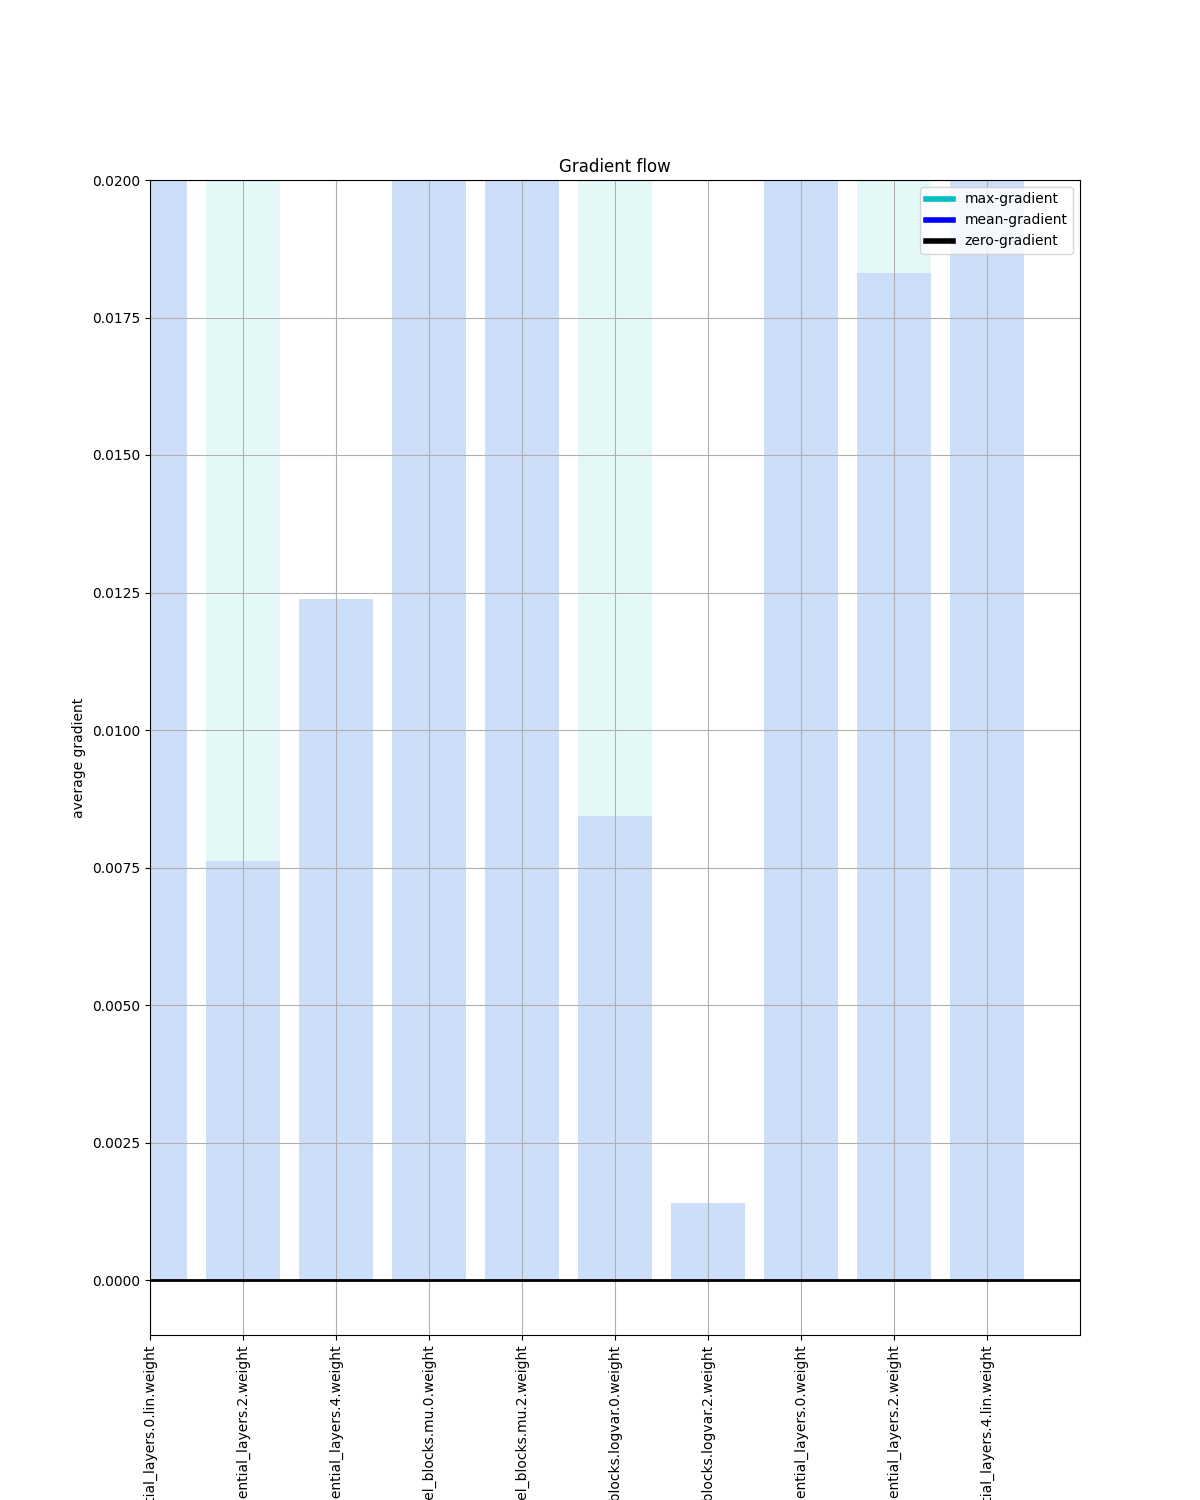 Gradient flow
max-gradient
mean-gradient
zero-gradient
0.0200
0.0175
0.0150
0.0125
0.0100
0.0075
0.0050
0.0025
0.0000
average gradient
tial_layers.0.lin.weight
ential_layers.2.weight
ential_layers.4.weight
el_blocks.mu.0.weight
el_blocks.mu.2.weight
blocks.logvar.0.weight
blocks.logvar.2.weight
ential_layers.0.weight
ential_layers.2.weight
tial_layers.4.lin.weight